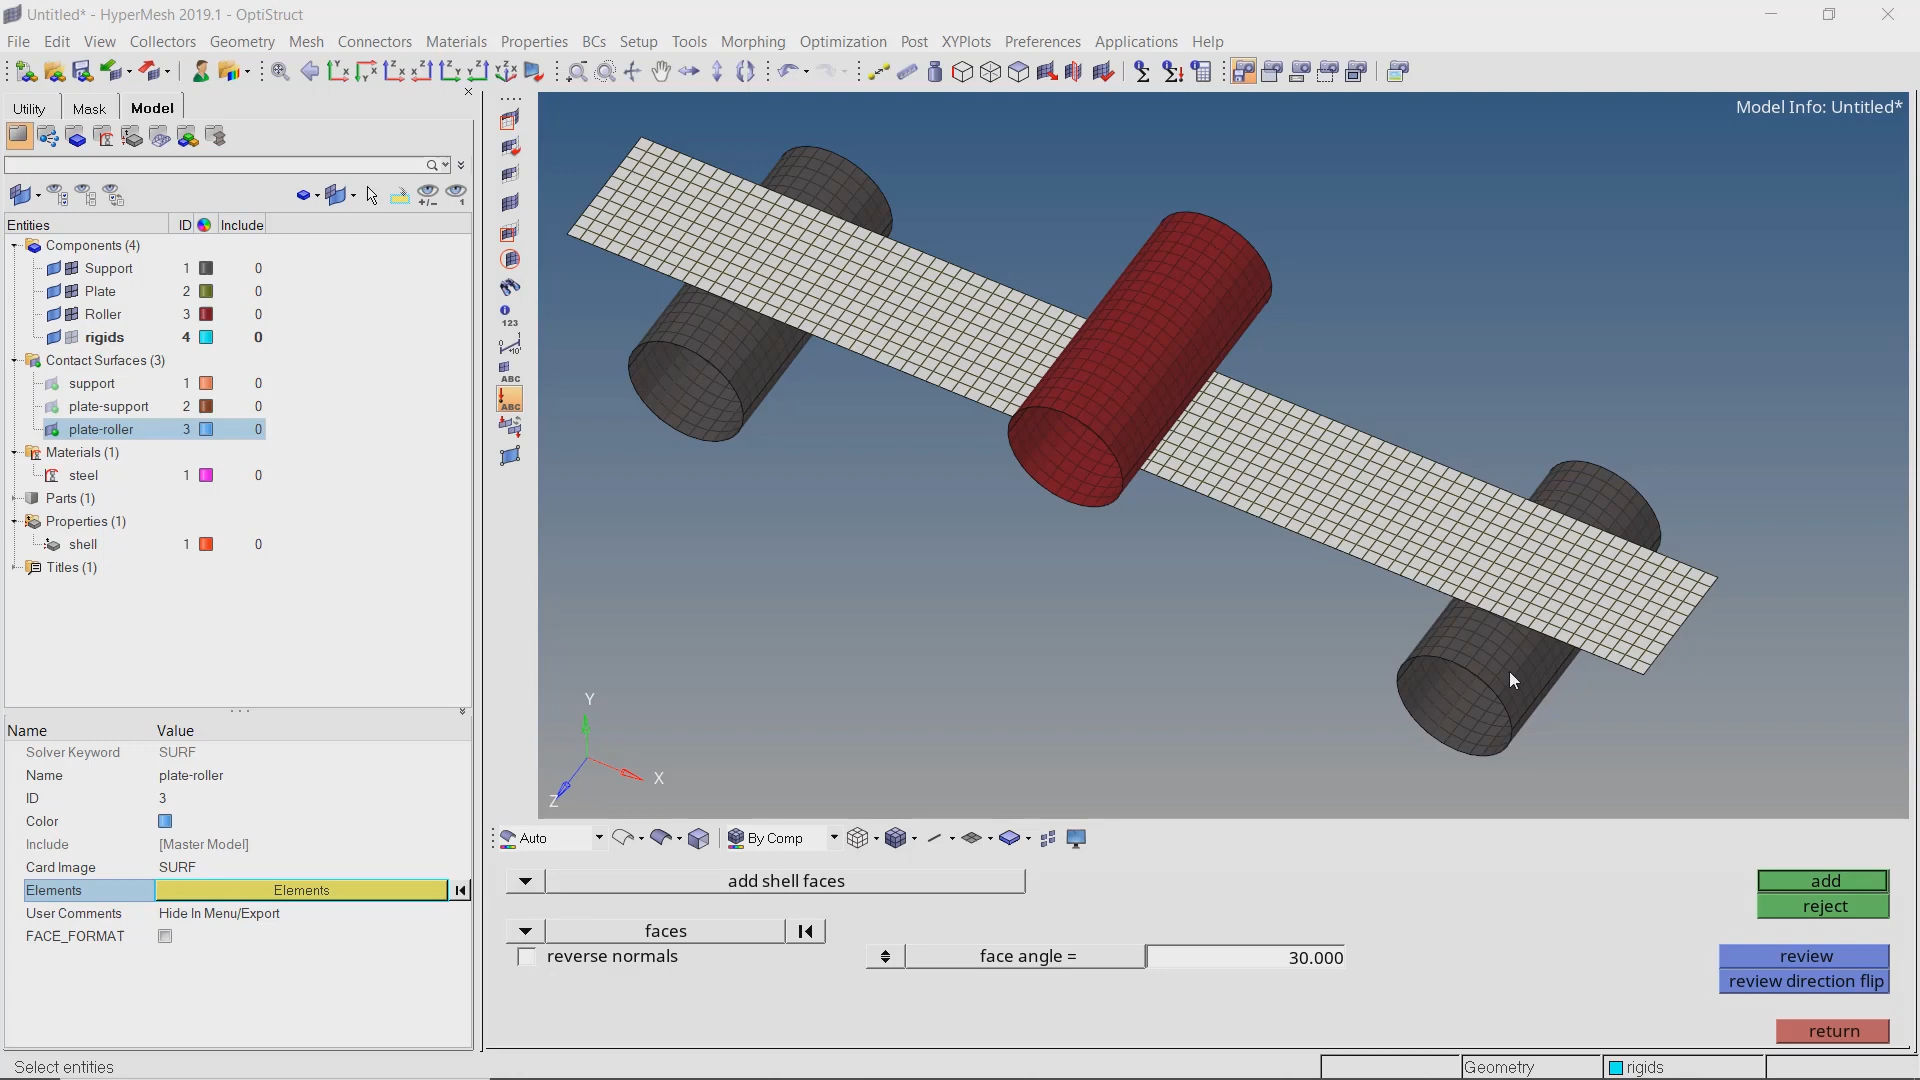 Untitled* - HyperMesh 2019.1 - OptiStruct
File Edit View Collectors Geometry Mesh Connectors Materials Properties BCs Setup Tools Morphing Optimization Post XYPlots Preferences Applications Help
Utility Mask Model
Model Info: Untitled*
Entities ID Include
Components (4)
Support 1 0
Plate 2 0
Roller 3 0
rigids 4 0
Contact Surfaces (3)
support 1 0
plate-support 2 0
plate-roller 3 0
Materials (1)
steel 1 0
Parts (1)
Properties (1)
shell 1 0
Titles (1)
123
ABC
ABC
Y
X
Z
Name Value
Solver Keyword SURF
Name plate-roller
ID 3
Color
Include [Master Model]
Card Image SURF
Elements Elements
User Comments Hide In Menu/Export
FACE_FORMAT
Auto By Comp
add shell faces
faces
reverse normals
face angle = 30.000
add
reject
review
review direction flip
return
Select entities
Geometry rigids